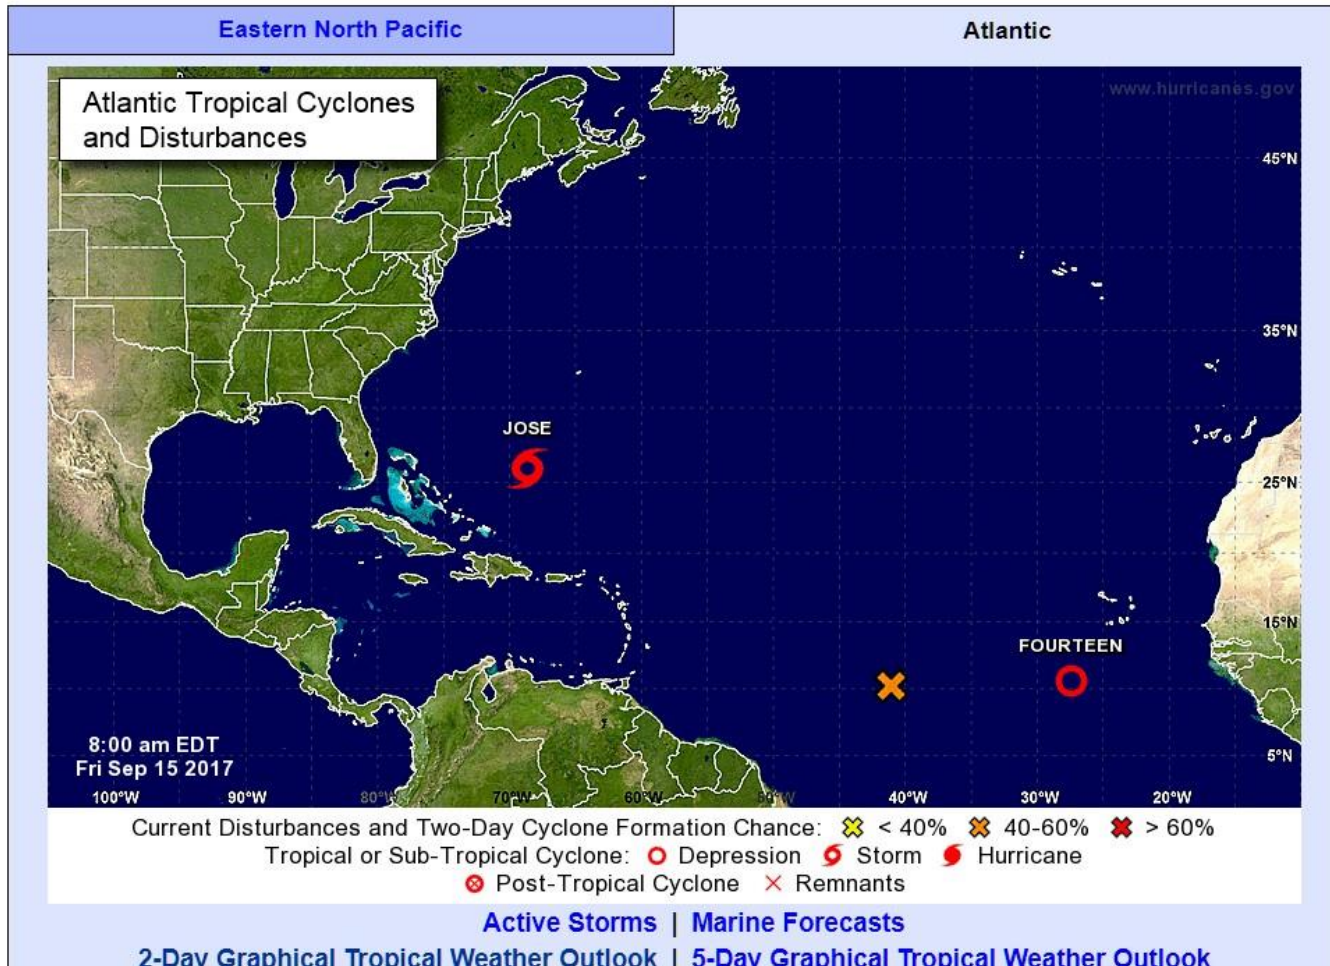 Eastern North Pacific
Atlantic
Atlantic Tropical Cyclones
and Disturbances
www.hurricanes.gov
45°N
35°N
JOSE
25°N
15°N
FOURTEEN
5°N
8:00 am EDT
Fri Sep 15 2017
100°W 90°W 80°W 70°W 60°W 50°W 40°W 30°W 20°W
Current Disturbances and Two-Day Cyclone Formation Chance: < 40% 40-60% > 60%
Tropical or Sub-Tropical Cyclone: Depression Storm Hurricane
Post-Tropical Cyclone Remnants
Active Storms | Marine Forecasts
2-Day Graphical Tropical Weather Outlook | 5-Day Graphical Tropical Weather Outlook